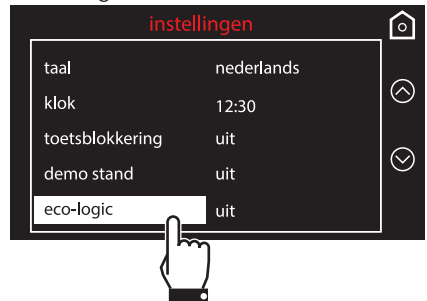 instellingen
taal nederlands
klok 12:30
toetsblokkering uit
demo stand uit
eco-logic uit